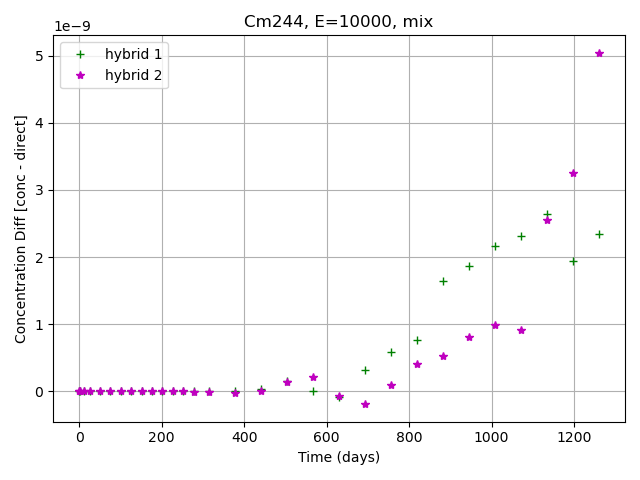 Cm244, E=10000, mix
1e−9
hybrid 1
hybrid 2
5
4
3
2
1
0
Concentration Diff [conc - direct]
0 200 400 600 800 1000 1200
Time (days)